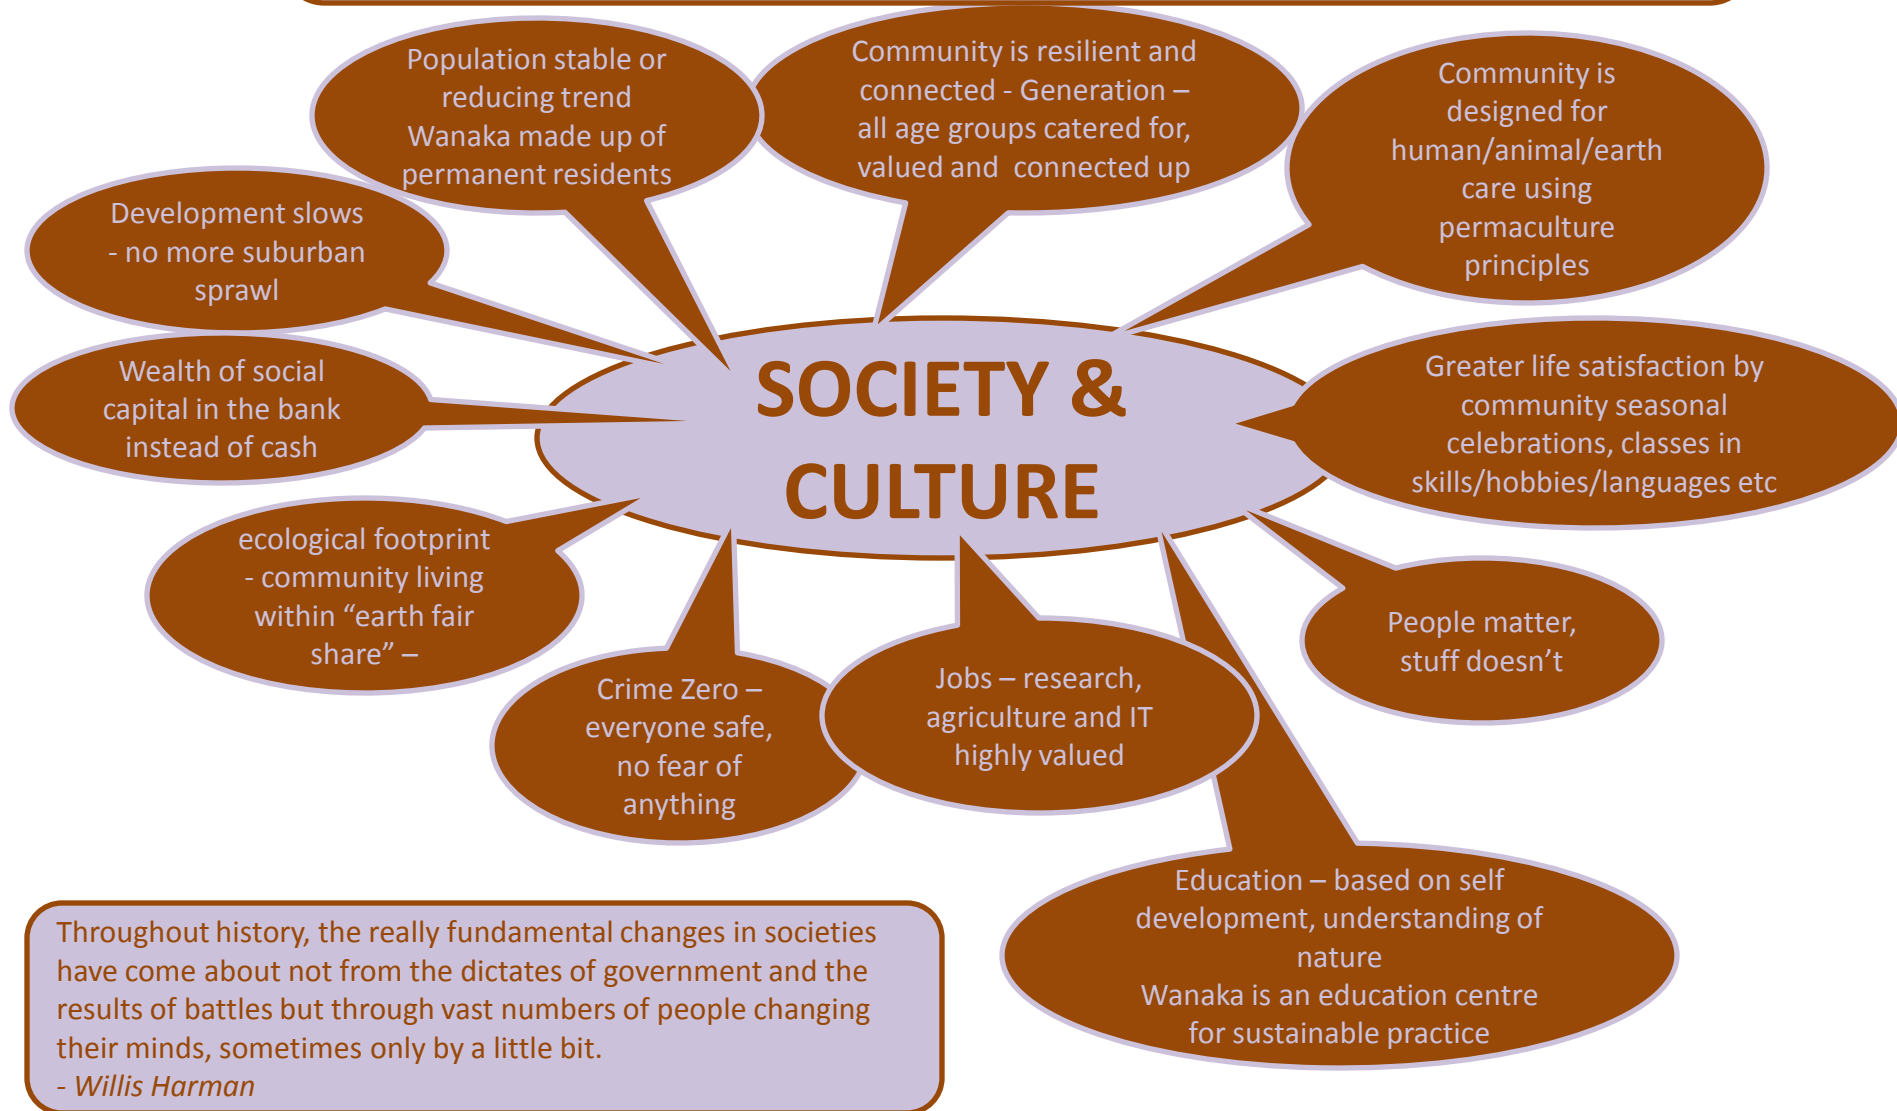 Population stable or
reducing trend
Wanaka made up of
permanent residents
Community is resilient and
connected - Generation –
all age groups catered for,
valued and connected up
Community is
designed for
human/animal/earth
care using
permaculture
principles
Development slows
- no more suburban
sprawl
Wealth of social
capital in the bank
instead of cash
SOCIETY &
CULTURE
Greater life satisfaction by
community seasonal
celebrations, classes in
skills/hobbies/languages etc
ecological footprint
- community living
within “earth fair
share” –
Crime Zero –
everyone safe,
no fear of
anything
Jobs – research,
agriculture and IT
highly valued
People matter,
stuff doesn’t
Education – based on self
development, understanding of
nature
Wanaka is an education centre
for sustainable practice
Throughout history, the really fundamental changes in societies
have come about not from the dictates of government and the
results of battles but through vast numbers of people changing
their minds, sometimes only by a little bit.
- Willis Harman